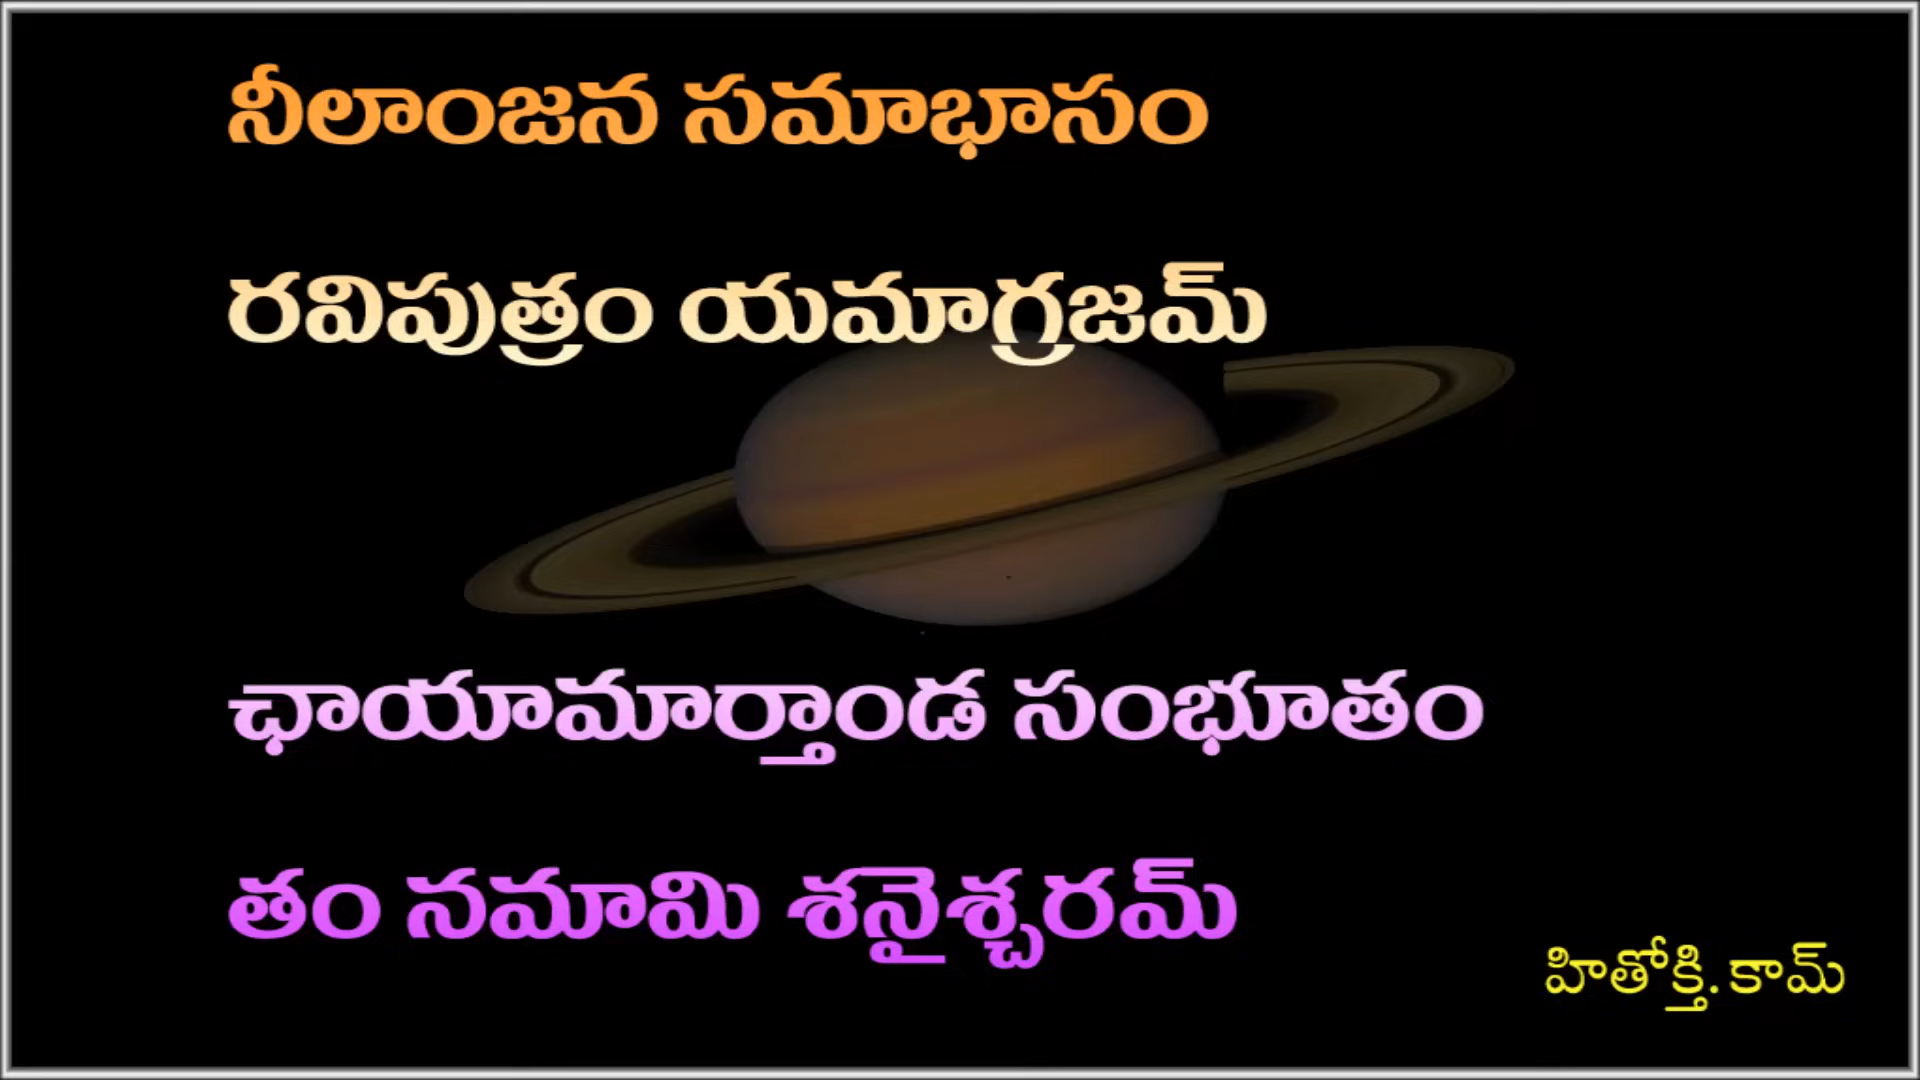 నీలాంజన సమాభాసం
రవిపుత్రం యమాగ్రజమ్
ఛాయామార్తాండ సంభూతం
తం నమామి శనైశ్చరమ్
హితోక్తి. కామ్